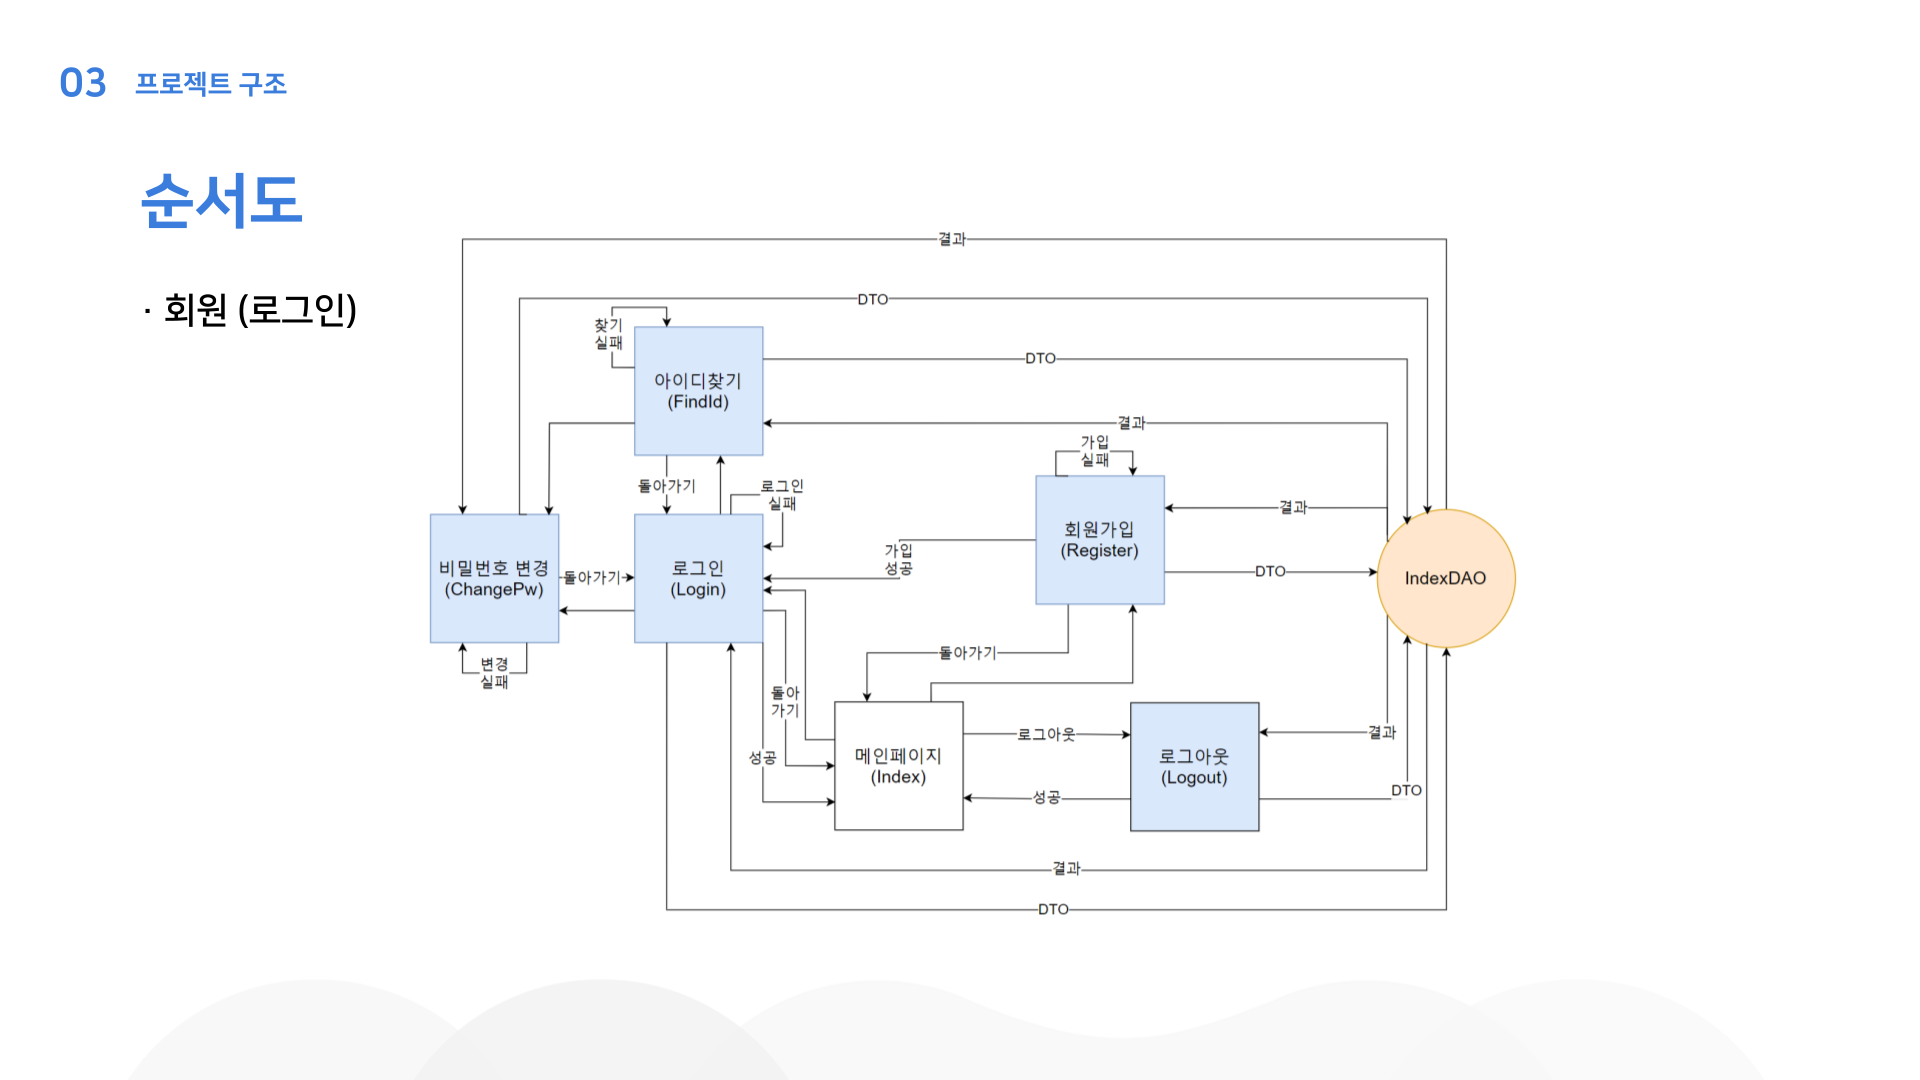 03 프로젝트 구조
순서도
· 회원 (로그인)
결과
DTO
찾기
실패
DTO
아이디찾기
(FindId)
결과
가입
실패
돌아가기
로그인
실패
결과
회원가입
(Register)
가입
성공
비밀번호 변경
(ChangePw)
돌아가기
로그인
(Login)
DTO
IndexDAO
변경
실패
돌아가기
돌아
가기
성공
로그아웃
결과
메인페이지
(Index)
로그아웃
(Logout)
성공
DTO
결과
DTO